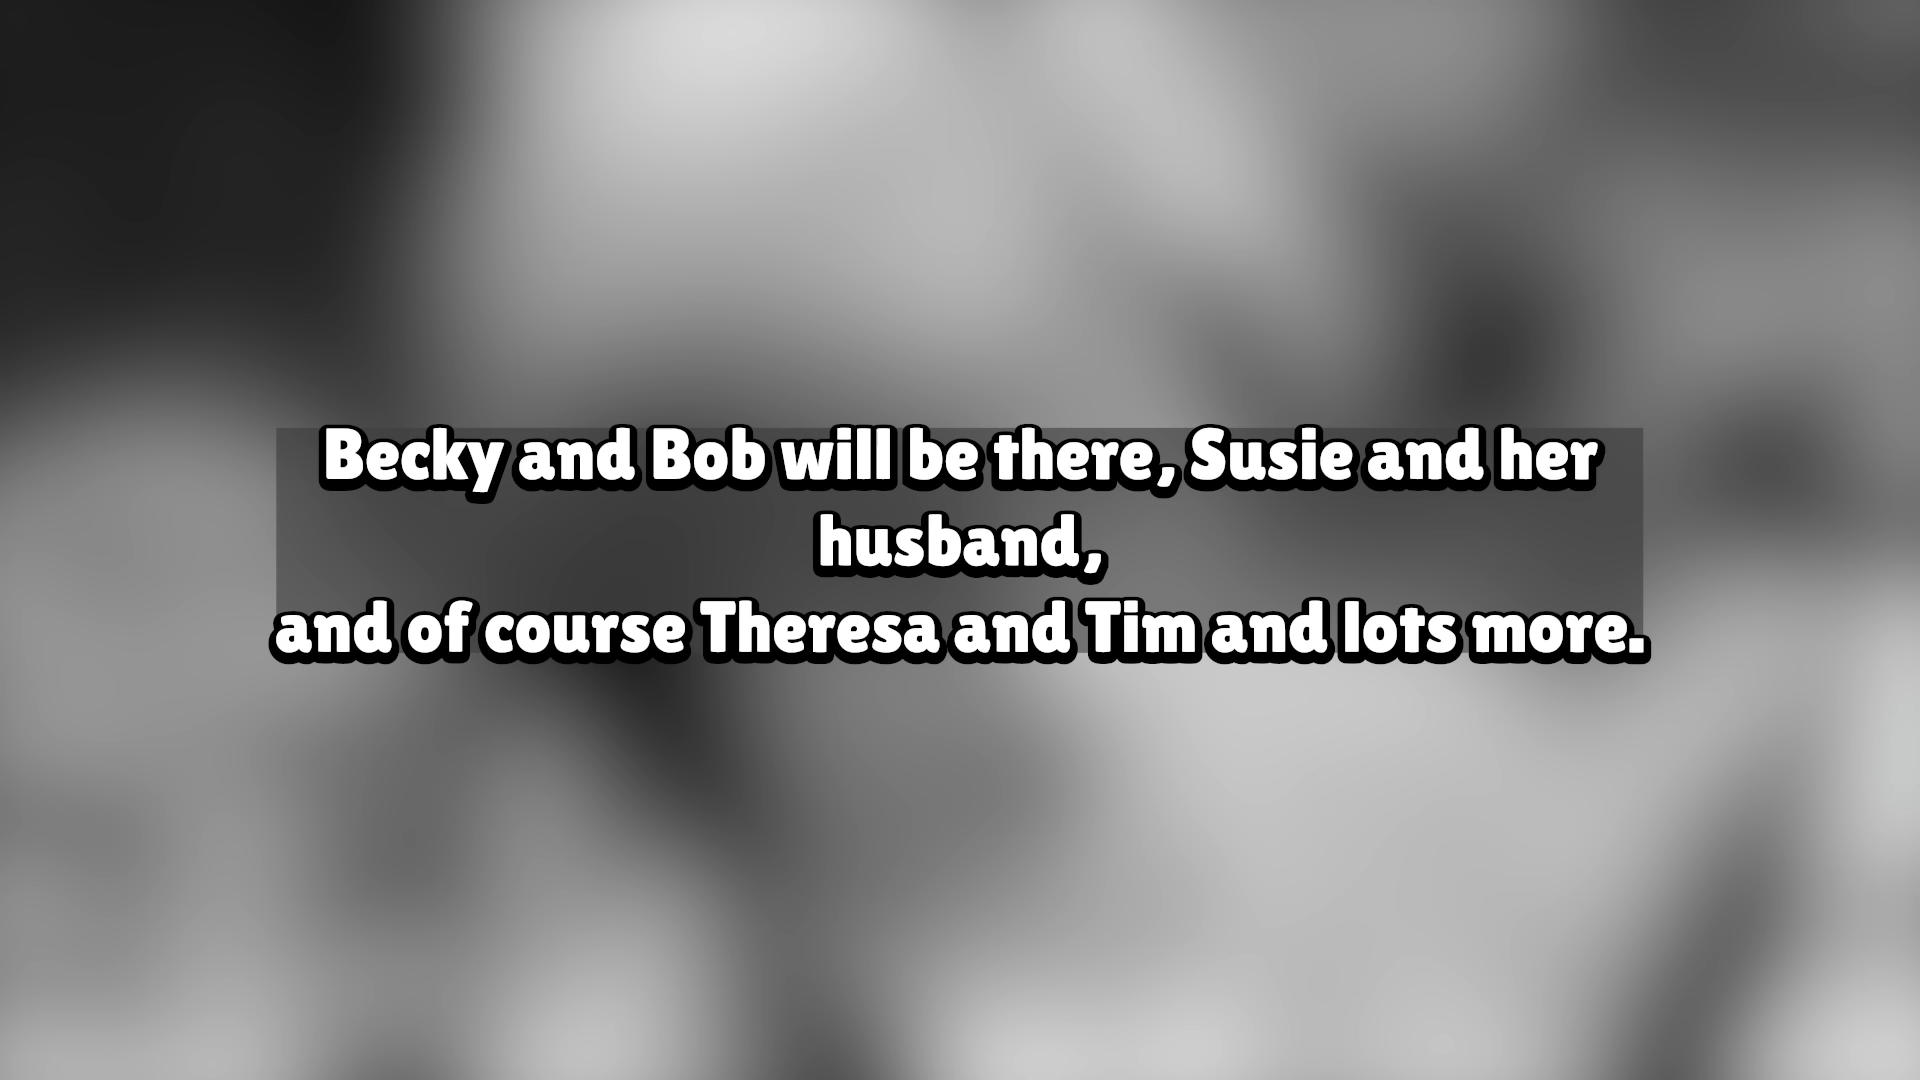 Becky and Bob will be there, Susie and her
husband,
and of course Theresa and Tim and lots more.